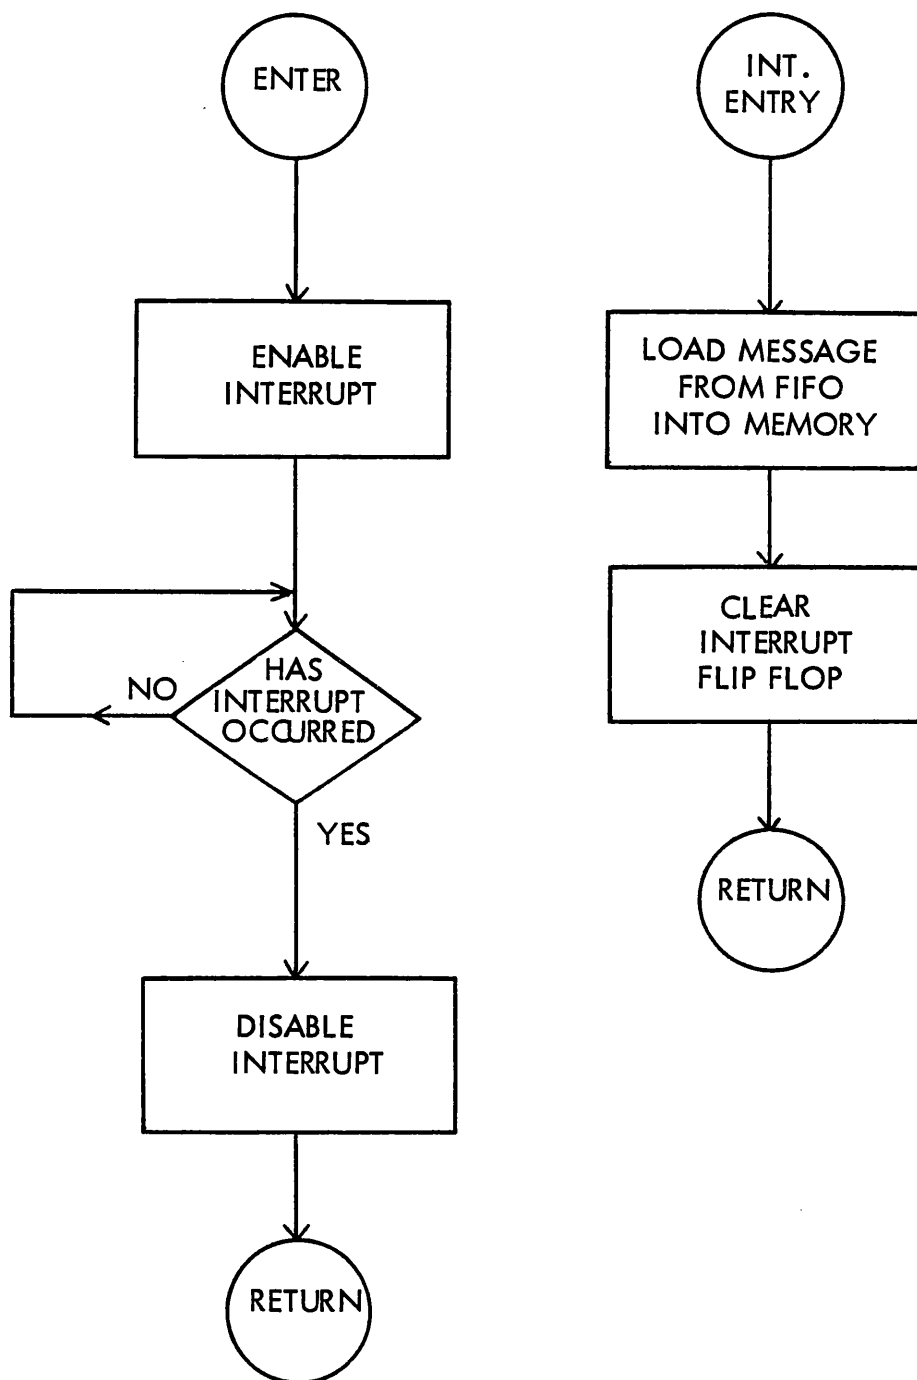 ENTER
ENABLE
INTERRUPT
NO
HAS
INTERRUPT
OCCURRED
YES
DISABLE
INTERRUPT
RETURN
INT.
ENTRY
LOAD MESSAGE
FROM FIFO
INTO MEMORY
CLEAR
INTERRUPT
FLIP FLOP
RETURN